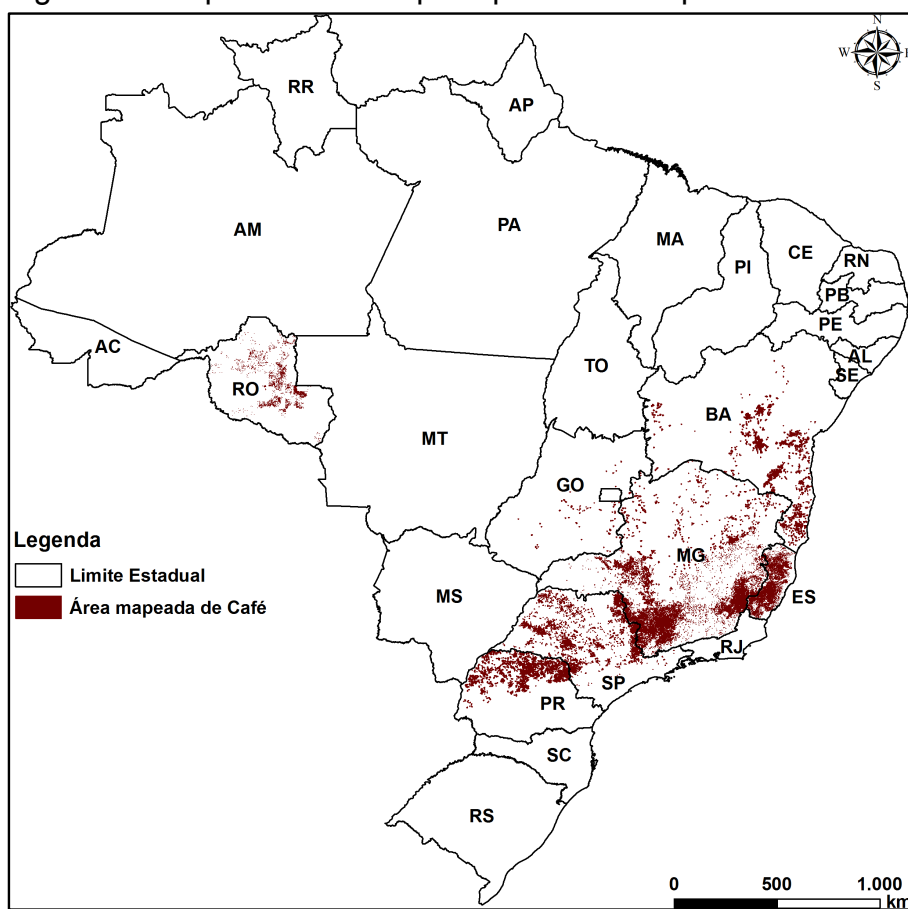 N
W
E
S
RR
AP
AM
PA
MA
CE
RN
PI
PB
PE
AC
TO
AL
SE
RO
BA
MT
GO
Legenda
MG
Limite Estadual
MS
ES
Área mapeada de Café
RJ
SP
PR
SC
RS
0 500 1.000
km